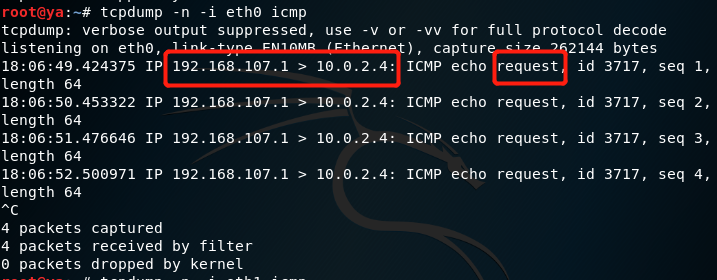 root@ya:~# tcpdump -n -i eth0 icmp
tcpdump: verbose output suppressed, use -v or -vv for full protocol decode
listening on eth0, link-type EN10MB (Ethernet), capture size 262144 bytes
18:06:49.424375 IP 192.168.107.1 > 10.0.2.4: ICMP echo request, id 3717, seq 1,
length 64
18:06:50.453322 IP 192.168.107.1 > 10.0.2.4: ICMP echo request, id 3717, seq 2,
length 64
18:06:51.476646 IP 192.168.107.1 > 10.0.2.4: ICMP echo request, id 3717, seq 3,
length 64
18:06:52.500971 IP 192.168.107.1 > 10.0.2.4: ICMP echo request, id 3717, seq 4,
length 64
^C
4 packets captured
4 packets received by filter
0 packets dropped by kernel
root@ya:~# tcpdump -n -i eth1 icmp